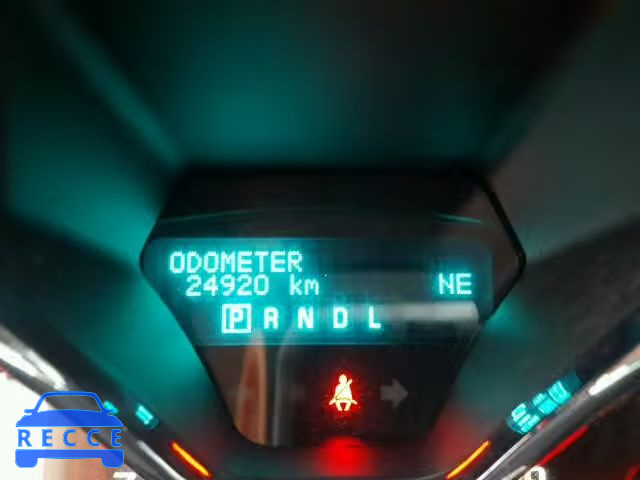 ODOMETER
24920 km NE
P R N D L
RECCE